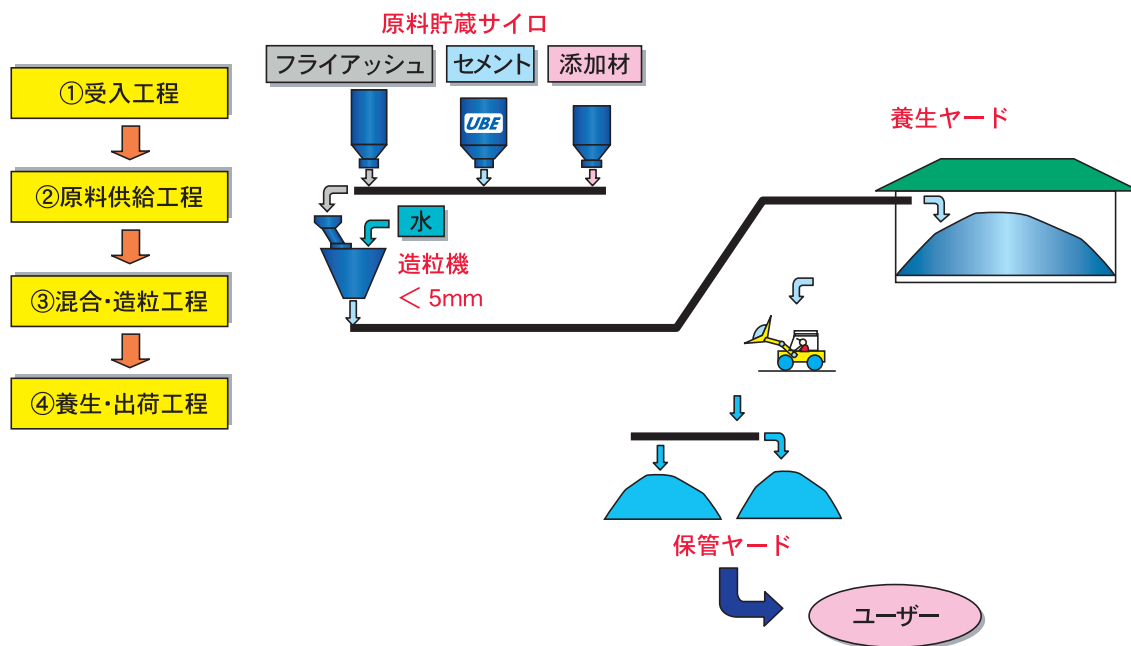 ①受入工程
②原料供給工程
③混合・造粒工程
④養生・出荷工程
原料貯蔵サイロ
フライアッシュ
セメント
添加材
UBE
水
造粒機
＜ 5mm
養生ヤード
保管ヤード
ユーザー